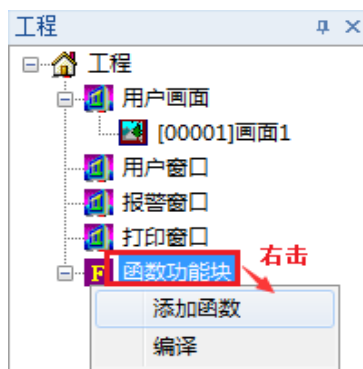 工程
工程
用户画面
[00001]画面1
用户窗口
报警窗口
打印窗口
F 函数功能块
右击
添加函数
编译